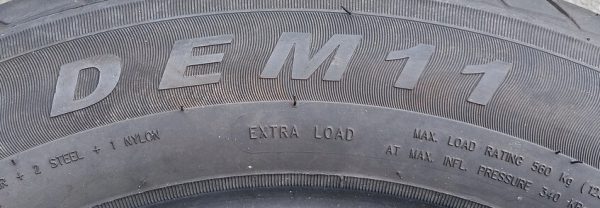 DEM11
+ 2 STEEL + 1 NYLON
EXTRA LOAD
MAX. LOAD RATING 560 Kg
AT MAX. INFL. PRESSURE 340